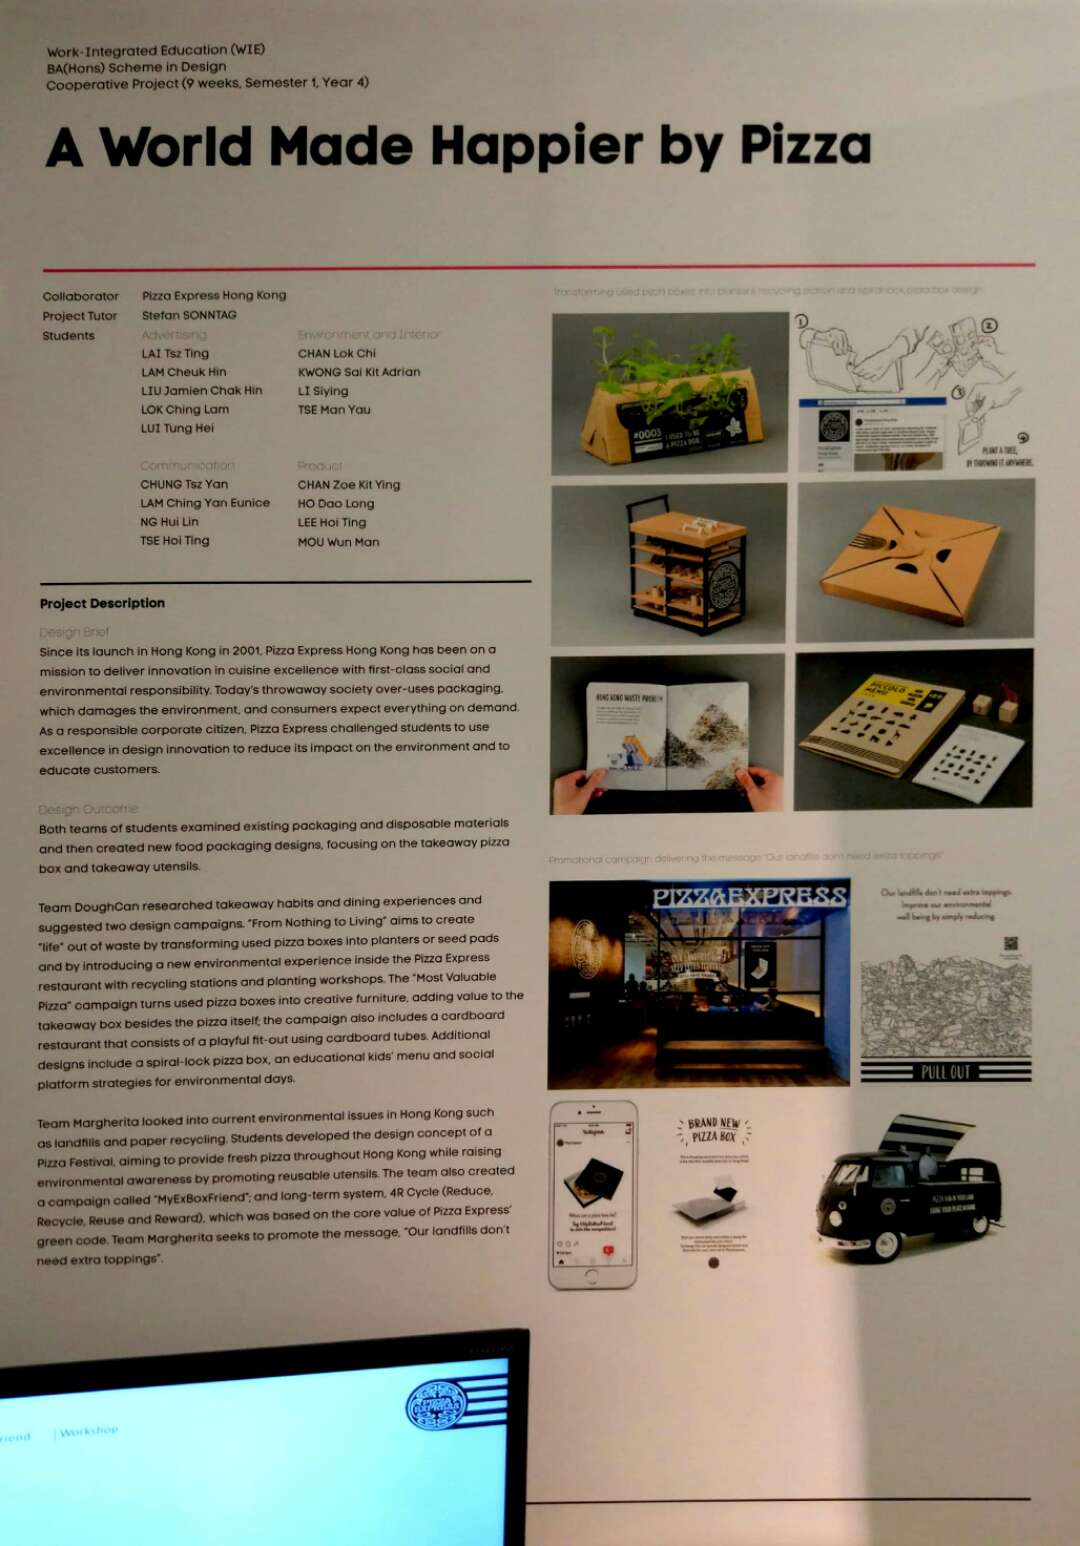 Work-Integrated Education (WIE)
BA(Hons) Scheme in Design
Cooperative Project (9 weeks, Semester 1, Year 4)
A World Made Happier by Pizza
Collaborator Pizza Express Hong Kong
Project Tutor Stefan SONNTAG
Students Advertising Environment and Interior
LAI Tsz Ting CHAN Lok Chi
LAM Cheuk Hin KWONG Sai Kit Adrian
LIU Jamien Chak Hin LI Siying
LOK Ching Lam TSE Man Yau
LUI Tung Hei
Communication Product
CHUNG Tsz Yan CHAN Zoe Kit Ying
LAM Ching Yan Eunice HO Dao Long
NG Hui Lin LEE Hoi Ting
TSE Hoi Ting MOU Wun Man
Project Description
Design Brief
Since its launch in Hong Kong in 2001, Pizza Express Hong Kong has been on a
mission to deliver innovation in cuisine excellence with first-class social and
environmental responsibility. Today's throwaway society over-uses packaging,
which damages the environment, and consumers expect everything on demand.
As a responsible corporate citizen, Pizza Express challenged students to use
excellence in design innovation to reduce its impact on the environment and to
educate customers.
Design Outcome
Both teams of students examined existing packaging and disposable materials
and then created new food packaging designs, focusing on the takeaway pizza
box and takeaway utensils.
Team DoughCan researched takeaway habits and dining experiences and
suggested two design campaigns. "From Nothing to Living" aims to create
"life" out of waste by transforming used pizza boxes into planters or seed pads
and by introducing a new environmental experience inside the Pizza Express
restaurant with recycling stations and planting workshops. The "Most Valuable
Pizza" campaign turns used pizza boxes into creative furniture, adding value to the
takeaway box besides the pizza itself; the campaign also includes a cardboard
restaurant that consists of a playful fit-out using cardboard tubes. Additional
designs include a spiral-lock pizza box, an educational kids' menu and social
platform strategies for environmental days.
Team Margherita looked into current environmental issues in Hong Kong such
as landfills and paper recycling. Students developed the design concept of a
Pizza Festival, aiming to provide fresh pizza throughout Hong Kong while raising
environmental awareness by promoting reusable utensils. The team also created
a campaign called "MyExBoxFriend"; and long-term system, 4R Cycle (Reduce,
Recycle, Reuse and Reward), which was based on the core value of Pizza Express'
green code. Team Margherita seeks to promote the message, "Our landfills don't
need extra toppings".
Transforming used pizza boxes into planters, recycling station and spiral-lock pizza box design
#0003 I USED TO BE
A PIZZA BOX.
1
2
3
PLANT A TREE,
BY THROWING IT ANYWHERE.
HONG KONG WASTE PROBLEM
PICCOLO
MENU
Promotional campaign delivering the message "Our landfills don't need extra toppings"
PIZZAEXPRESS
Our landfills don't need extra toppings.
Improve our environmental
well being by simply reducing.
PULL OUT
Instagram
BRAND NEW
PIZZA BOX
PIZZA EXPRESS
Workshop